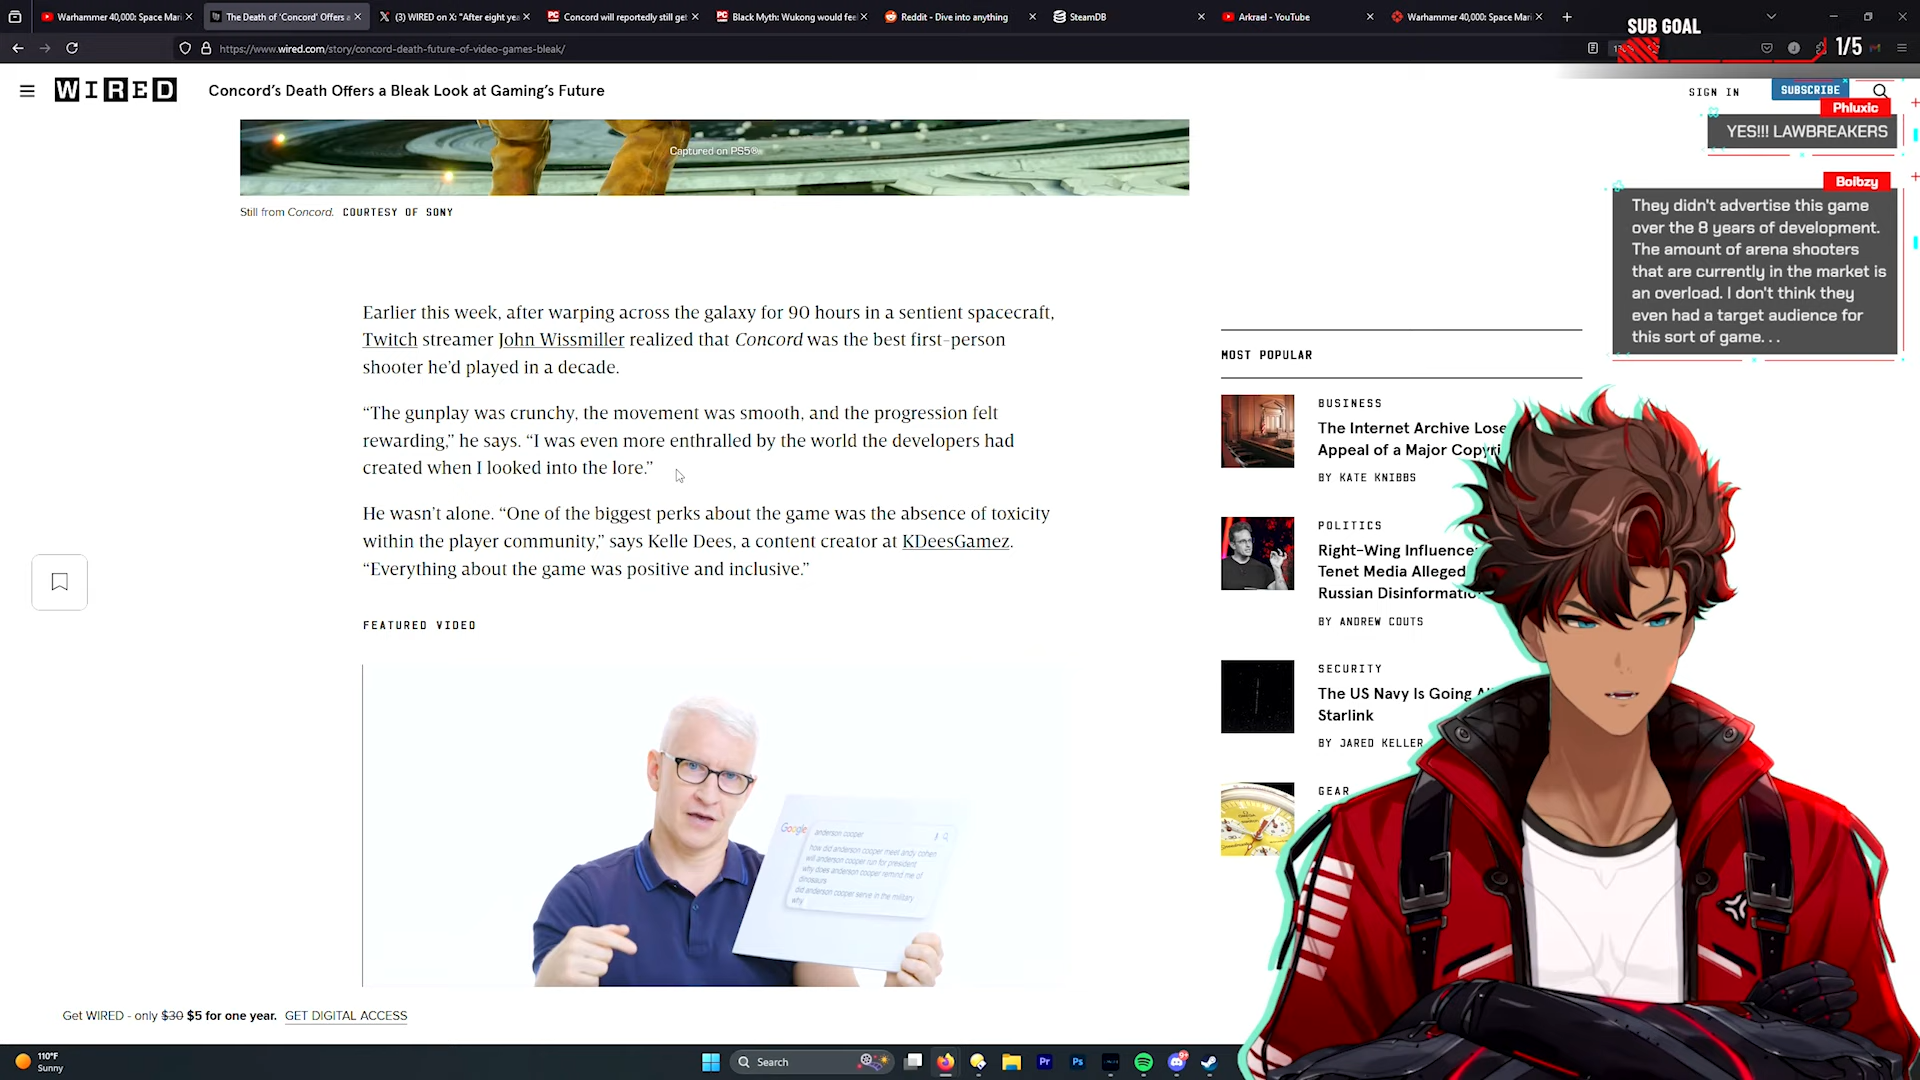 Warhammer 40,000: Space Mari
The Death of 'Concord' Offers a
(3) WIRED on X: "After eight yea
Concord will reportedly still get
Black Myth: Wukong would feel
Reddit - Dive into anything
SteamDB
Arkrael - YouTube
Warhammer 40,000: Space Mari
SUB GOAL
1/5
https://www.wired.com/story/concord-death-future-of-video-games-bleak/
WIRED
Concord's Death Offers a Bleak Look at Gaming's Future
SIGN IN
SUBSCRIBE
Captured on PS5®
Still from Concord. COURTESY OF SONY
Phluxic
YES!!! LAWBREAKERS
Bolbzy
They didn't advertise this game
over the 8 years of development.
The amount of arena shooters
that are currently in the market is
an overload. I don't think they
even had a target audience for
this sort of game. . .
Earlier this week, after warping across the galaxy for 90 hours in a sentient spacecraft,
Twitch streamer John Wissmiller realized that Concord was the best first-person
shooter he'd played in a decade.
“The gunplay was crunchy, the movement was smooth, and the progression felt
rewarding,” he says. “I was even more enthralled by the world the developers had
created when I looked into the lore.”
He wasn't alone. “One of the biggest perks about the game was the absence of toxicity
within the player community,” says Kelle Dees, a content creator at KDeesGamez.
“Everything about the game was positive and inclusive.”
FEATURED VIDEO
Google
anderson cooper
how did anderson cooper meet andy cohen
will anderson cooper run for president
why does anderson cooper remind me of
dinosaurs
did anderson cooper serve in the military
why
MOST POPULAR
BUSINESS
The Internet Archive Lose
Appeal of a Major Copyri
BY KATE KNIBBS
POLITICS
Right-Wing Influence
Tenet Media Alleged
Russian Disinformatio
BY ANDREW COUTS
SECURITY
The US Navy Is Going A
Starlink
BY JARED KELLER
GEAR
Get WIRED - only $30 $5 for one year. GET DIGITAL ACCESS
110°F
Sunny
Search
Pr
Ps